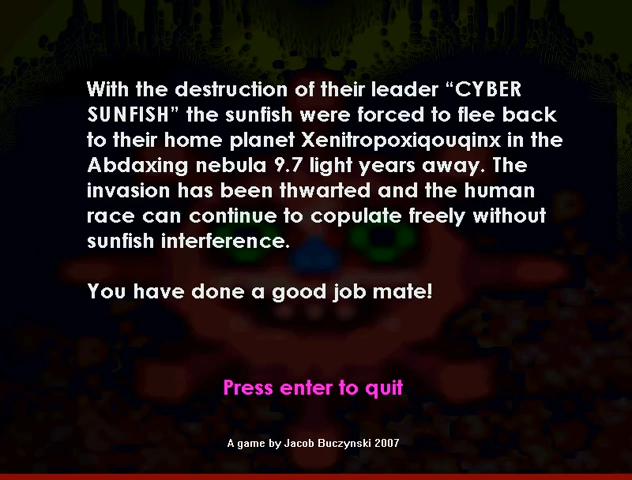 With the destruction of their leader “CYBER
SUNFISH” the sunfish were forced to flee back
to their home planet Xenitropoxiqouqinx in the
Abdaxing nebula 9.7 light years away. The
invasion has been thwarted and the human
race can continue to copulate freely without
sunfish interference.
You have done a good job mate!
Press enter to quit
A game by Jacob Buczynski 2007